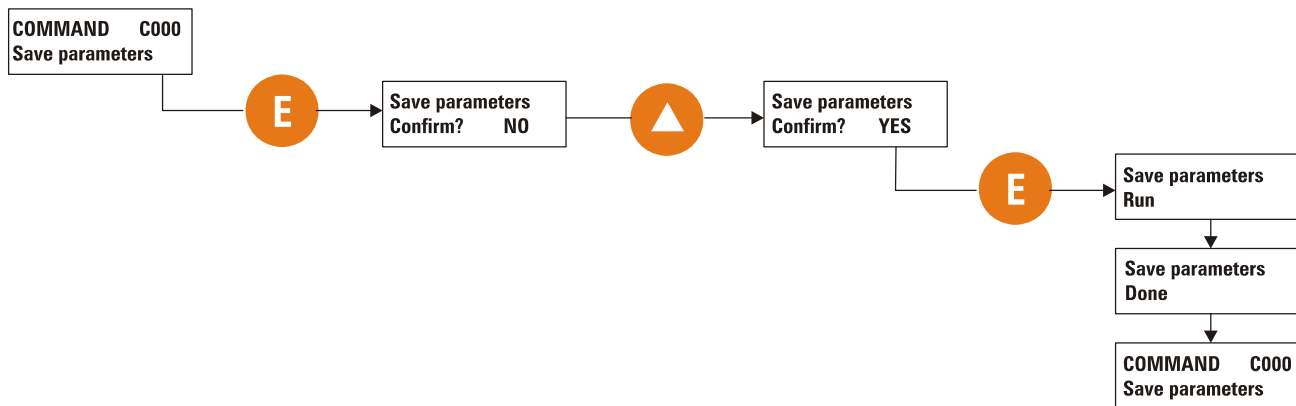 COMMAND C000
Save parameters
E
Save parameters
Confirm? NO
Save parameters
Confirm? YES
E
Save parameters
Run
Save parameters
Done
COMMAND C000
Save parameters